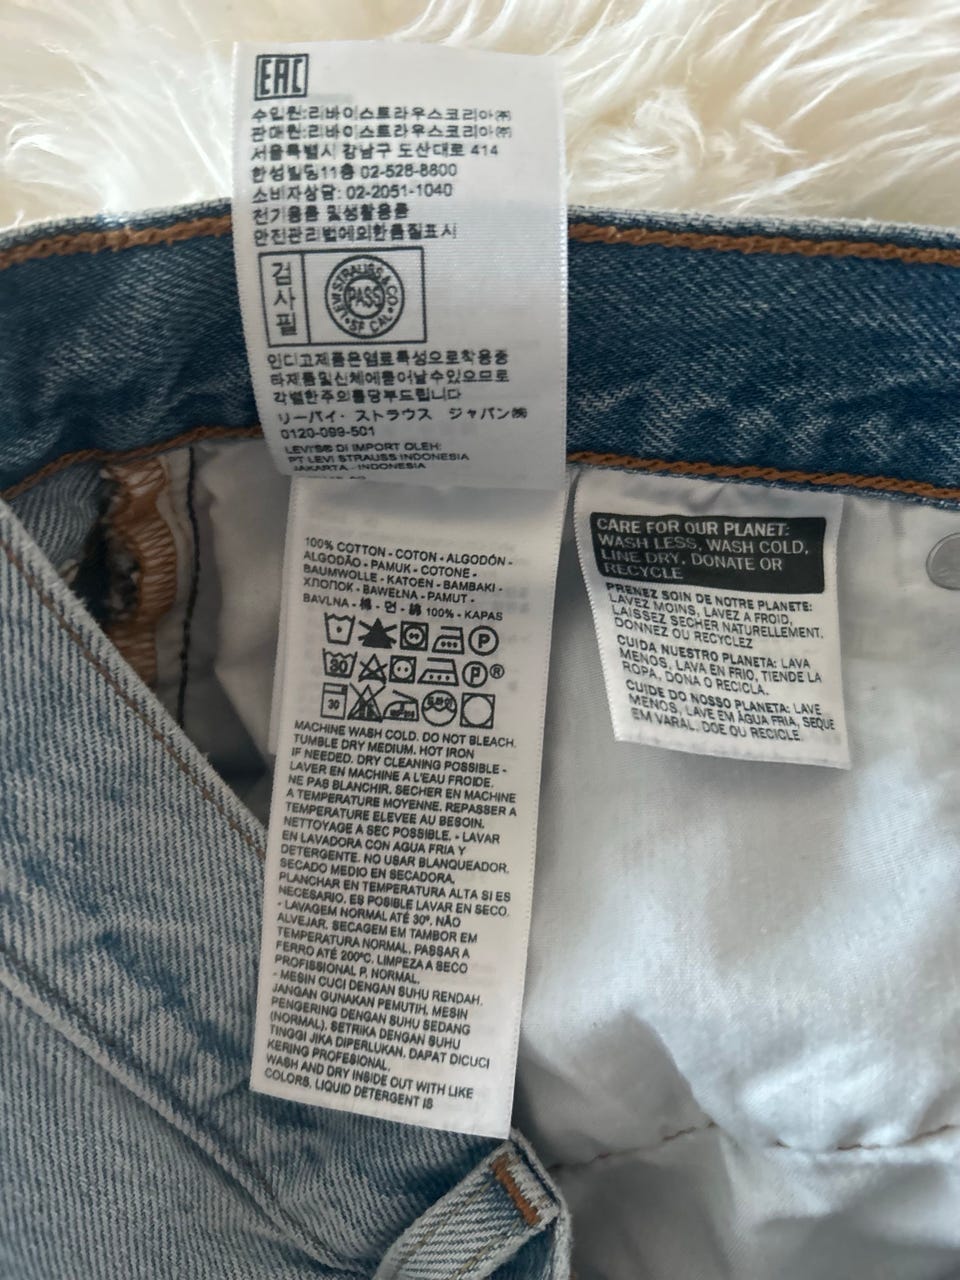 EAC
수입원:리바이스트라우스코리아㈜
판매원:리바이스트라우스코리아㈜
서울특별시 강남구 도산대로 414
한성빌딩11층 02-528-8800
소비자상담: 02-2051-1040
전기용품 및생활용품
안전관리법에의한품질표시
검사필
LEVI STRAUSS & CO
PASS
SF CAL
인디고제품은염료특성으로착용중
타제품및신체에묻어날수있으므로
각별한주의를당부드립니다
リーバイ・ストラウス ジャパン㈱
0120-099-501
LEVI'S® DI IMPORT OLEH:
PT LEVI STRAUSS INDONESIA
JAKARTA - INDONESIA
100% COTTON - COTON - ALGODÓN -
ALGODÃO - PAMUK - COTONE -
BAUMWOLLE - KATOEN - BAMBAKI -
ХЛОПОК - BAWEŁNA - PAMUT -
BAVLNA - 棉 - 면 - 綿 100% - KAPAS
P
30 P®
30
MACHINE WASH COLD. DO NOT BLEACH.
TUMBLE DRY MEDIUM. HOT IRON
IF NEEDED. DRY CLEANING POSSIBLE -
LAVER EN MACHINE A L'EAU FROIDE.
NE PAS BLANCHIR. SECHER EN MACHINE
A TEMPERATURE MOYENNE. REPASSER A
TEMPERATURE ELEVEE AU BESOIN.
NETTOYAGE A SEC POSSIBLE. - LAVAR
EN LAVADORA CON AGUA FRIA Y
DETERGENTE. NO USAR BLANQUEADOR.
SECADO MEDIO EN SECADORA.
PLANCHAR EN TEMPERATURA ALTA SI ES
NECESARIO. ES POSIBLE LAVAR EN SECO.
- LAVAGEM NORMAL ATÉ 30º. NÃO
ALVEJAR. SECAGEM EM TAMBOR EM
TEMPERATURA NORMAL. PASSAR A
FERRO ATÉ 200ºC. LIMPEZA A SECO
PROFISSIONAL P, NORMAL.
- MESIN CUCI DENGAN SUHU RENDAH.
JANGAN GUNAKAN PEMUTIH. MESIN
PENGERING DENGAN SUHU SEDANG
(NORMAL). SETRIKA DENGAN SUHU
TINGGI JIKA DIPERLUKAN. DAPAT DICUCI
KERING PROFESIONAL.
WASH AND DRY INSIDE OUT WITH LIKE
COLORS. LIQUID DETERGENT IS
CARE FOR OUR PLANET:
WASH LESS, WASH COLD,
LINE DRY, DONATE OR
RECYCLE
PRENEZ SOIN DE NOTRE PLANETE:
LAVEZ MOINS, LAVEZ A FROID,
LAISSEZ SECHER NATURELLEMENT,
DONNEZ OU RECYCLEZ
CUIDA NUESTRO PLANETA: LAVA
MENOS, LAVA EN FRIO, TIENDE LA
ROPA, DONA O RECICLA.
CUIDE DO NOSSO PLANETA: LAVE
MENOS, LAVE EM ÁGUA FRIA, SEQUE
EM VARAL, DOE OU RECICLE.